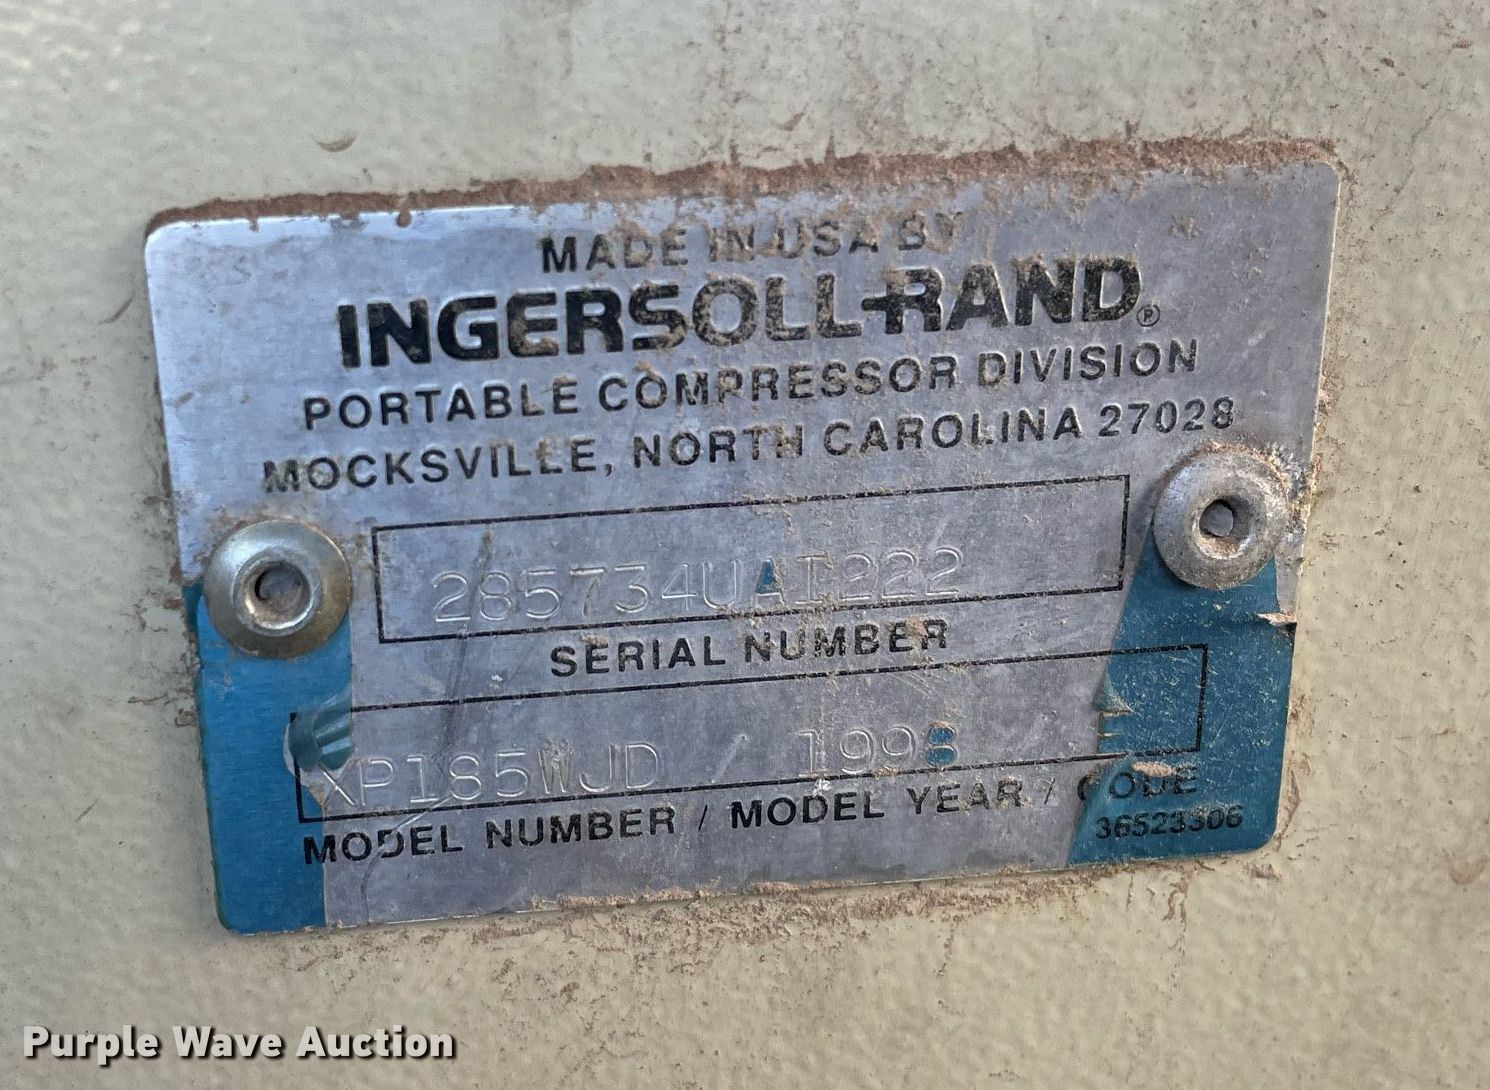 MADE IN USA BY
INGERSOLL-RAND®
PORTABLE COMPRESSOR DIVISION
MOCKSVILLE, NORTH CAROLINA 27028
285734UAI222
SERIAL NUMBER
XP185WJD / 1998
MODEL NUMBER / MODEL YEAR / CODE
36523306
Purple Wave Auction